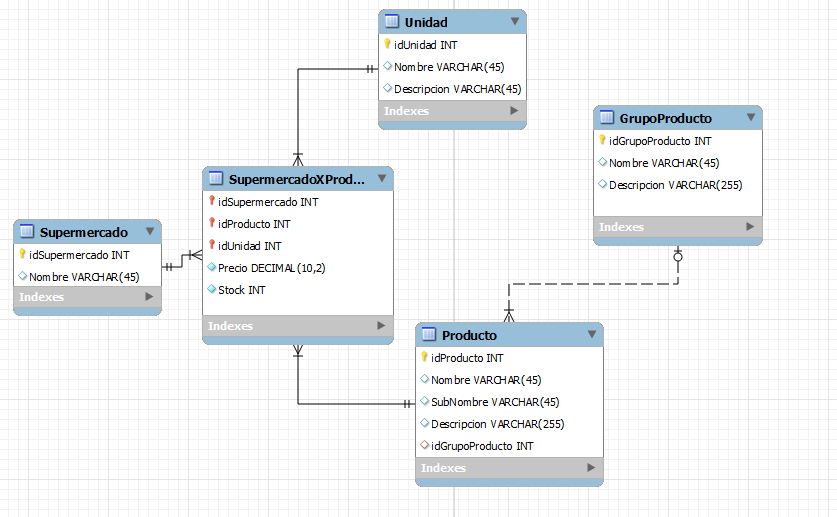 Unidad
idUnidad INT
Nombre VARCHAR(45)
Descripcion VARCHAR(45)
Indexes
GrupoProducto
idGrupoProducto INT
Nombre VARCHAR(45)
Descripcion VARCHAR(255)
Indexes
SupermercadoXProd...
idSupermercado INT
idProducto INT
idUnidad INT
Precio DECIMAL(10,2)
Stock INT
Indexes
Supermercado
idSupermercado INT
Nombre VARCHAR(45)
Indexes
Producto
idProducto INT
Nombre VARCHAR(45)
SubNombre VARCHAR(45)
Descripcion VARCHAR(255)
idGrupoProducto INT
Indexes